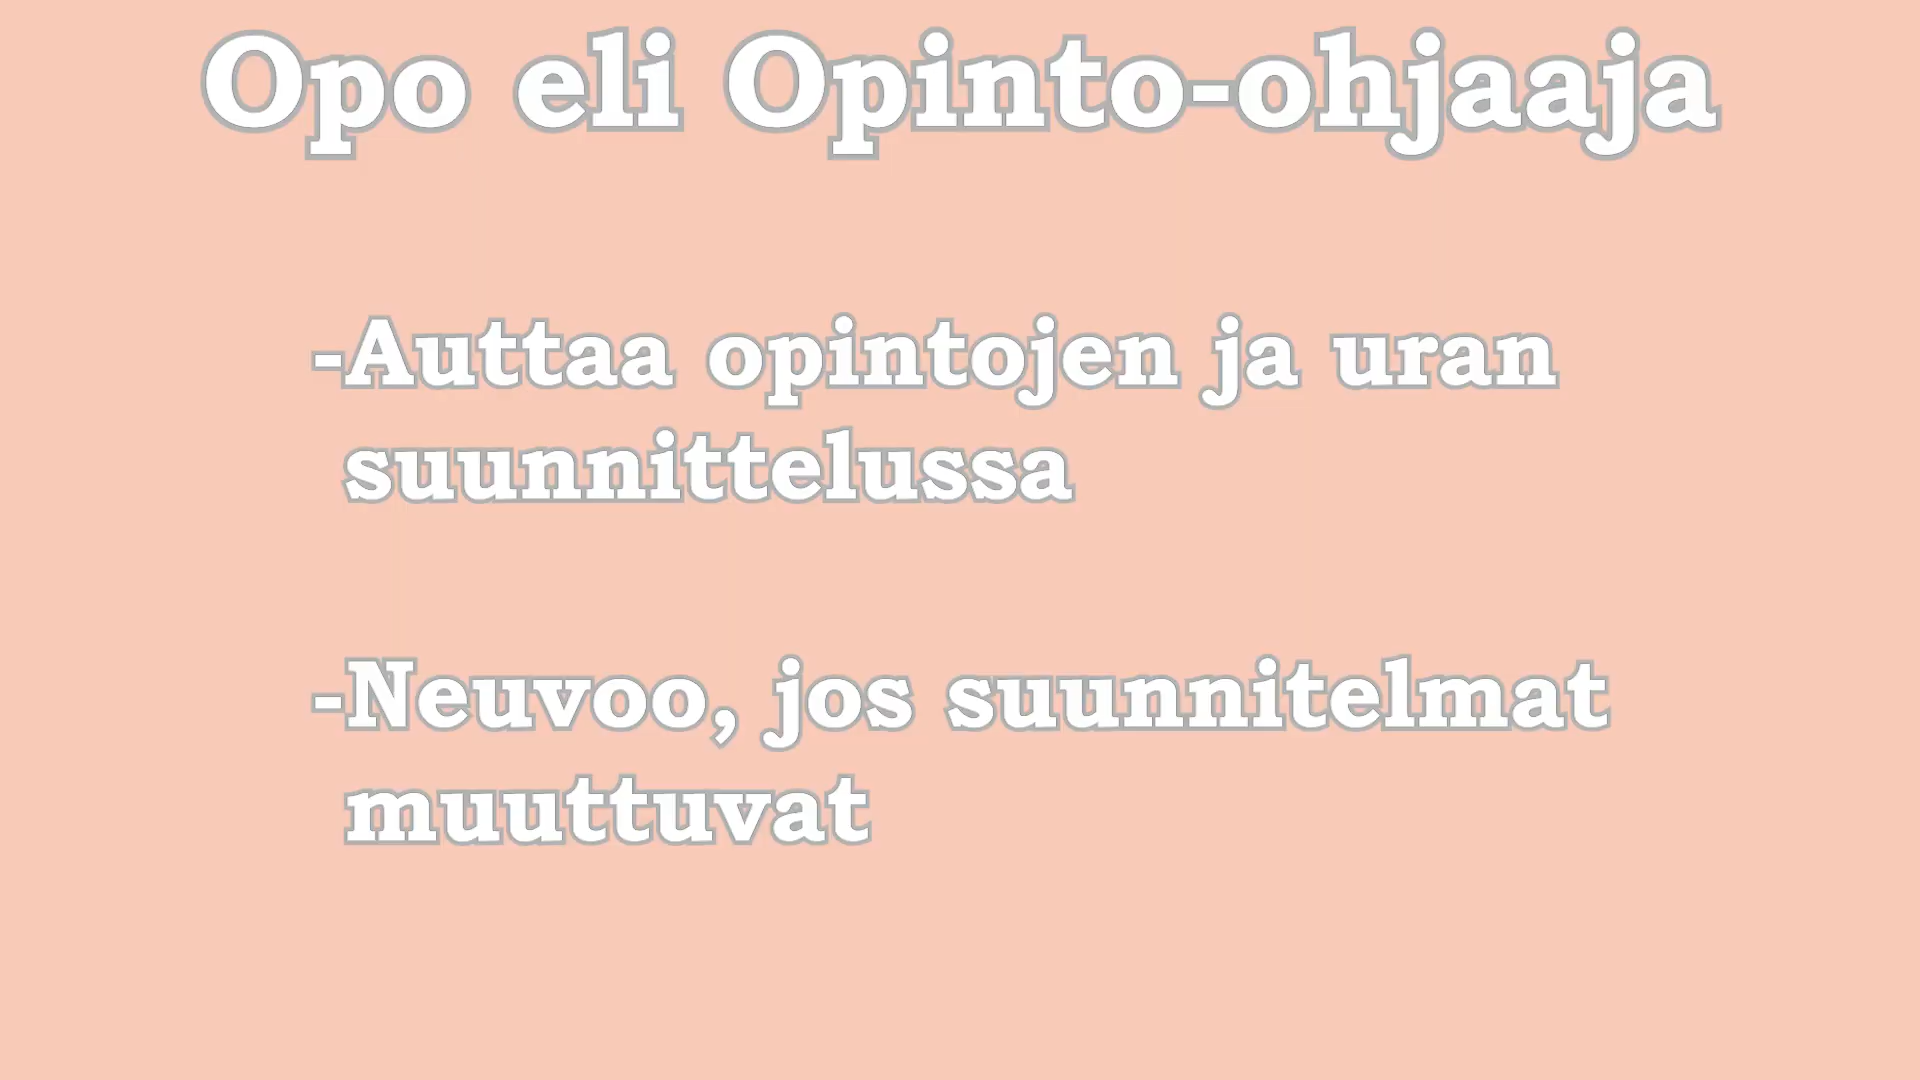 Opo eli Opinto-ohjaaja
-Auttaa opintojen ja uran
suunnittelussa
-Neuvoo, jos suunnitelmat
muuttuvat